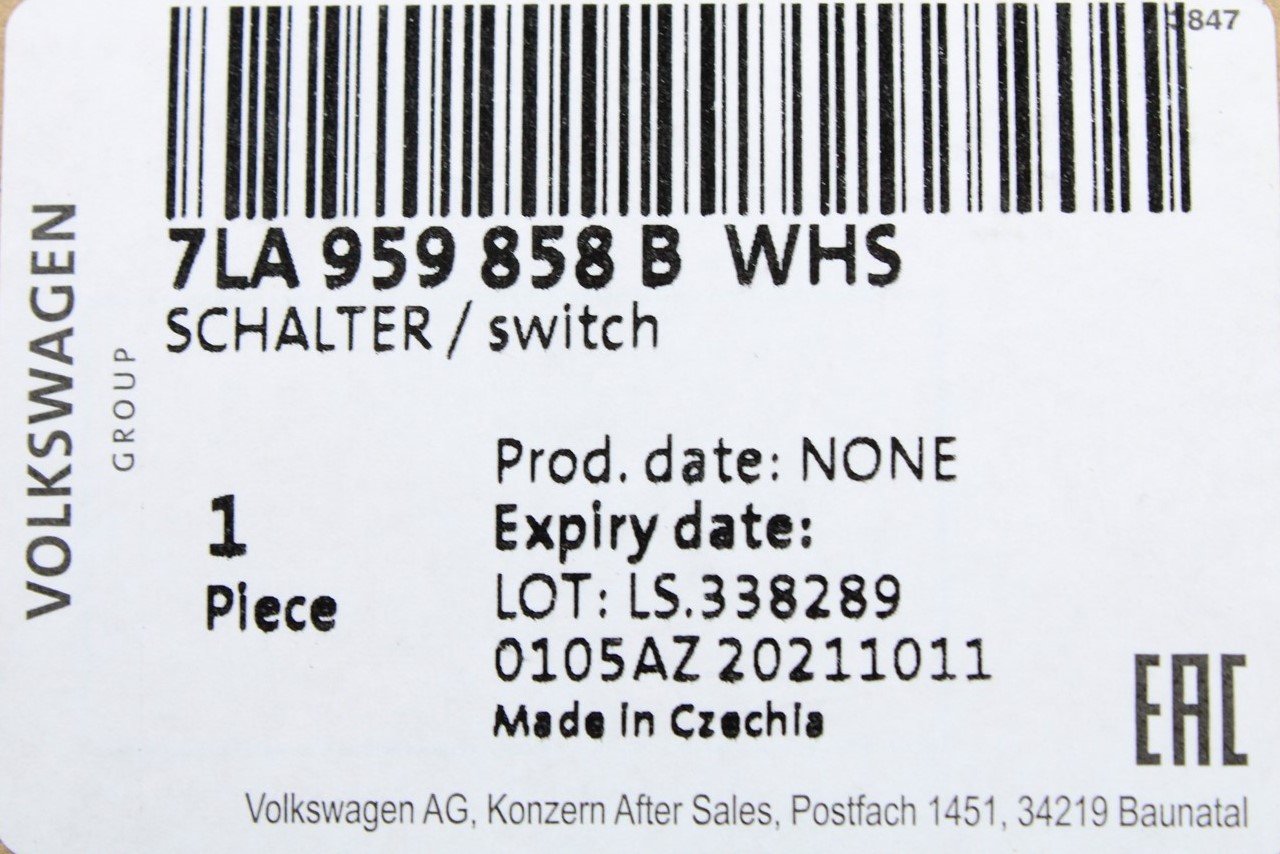 847
7LA 959 858 B WHS
SCHALTER / switch
VOLKSWAGEN
GROUP
Prod. date: NONE
Expiry date:
1
Piece
LOT: LS.338289
0105AZ 20211011
Made in Czechia
EAC
Volkswagen AG, Konzern After Sales, Postfach 1451, 34219 Baunatal